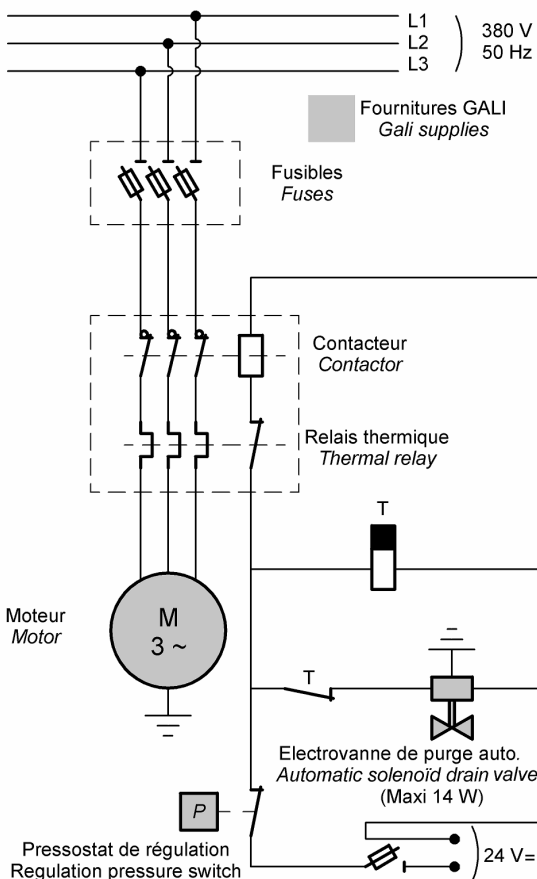 L1
L2
L3
380 V
50 Hz
Fournitures GALI
Gali supplies
Fusibles
Fuses
Contacteur
Contactor
Relais thermique
Thermal relay
T
Moteur
Motor
M
3 ~
T
Electrovanne de purge auto.
Automatic solenoïd drain valve
(Maxi 14 W)
P
Pressostat de régulation
Regulation pressure switch
24 V=